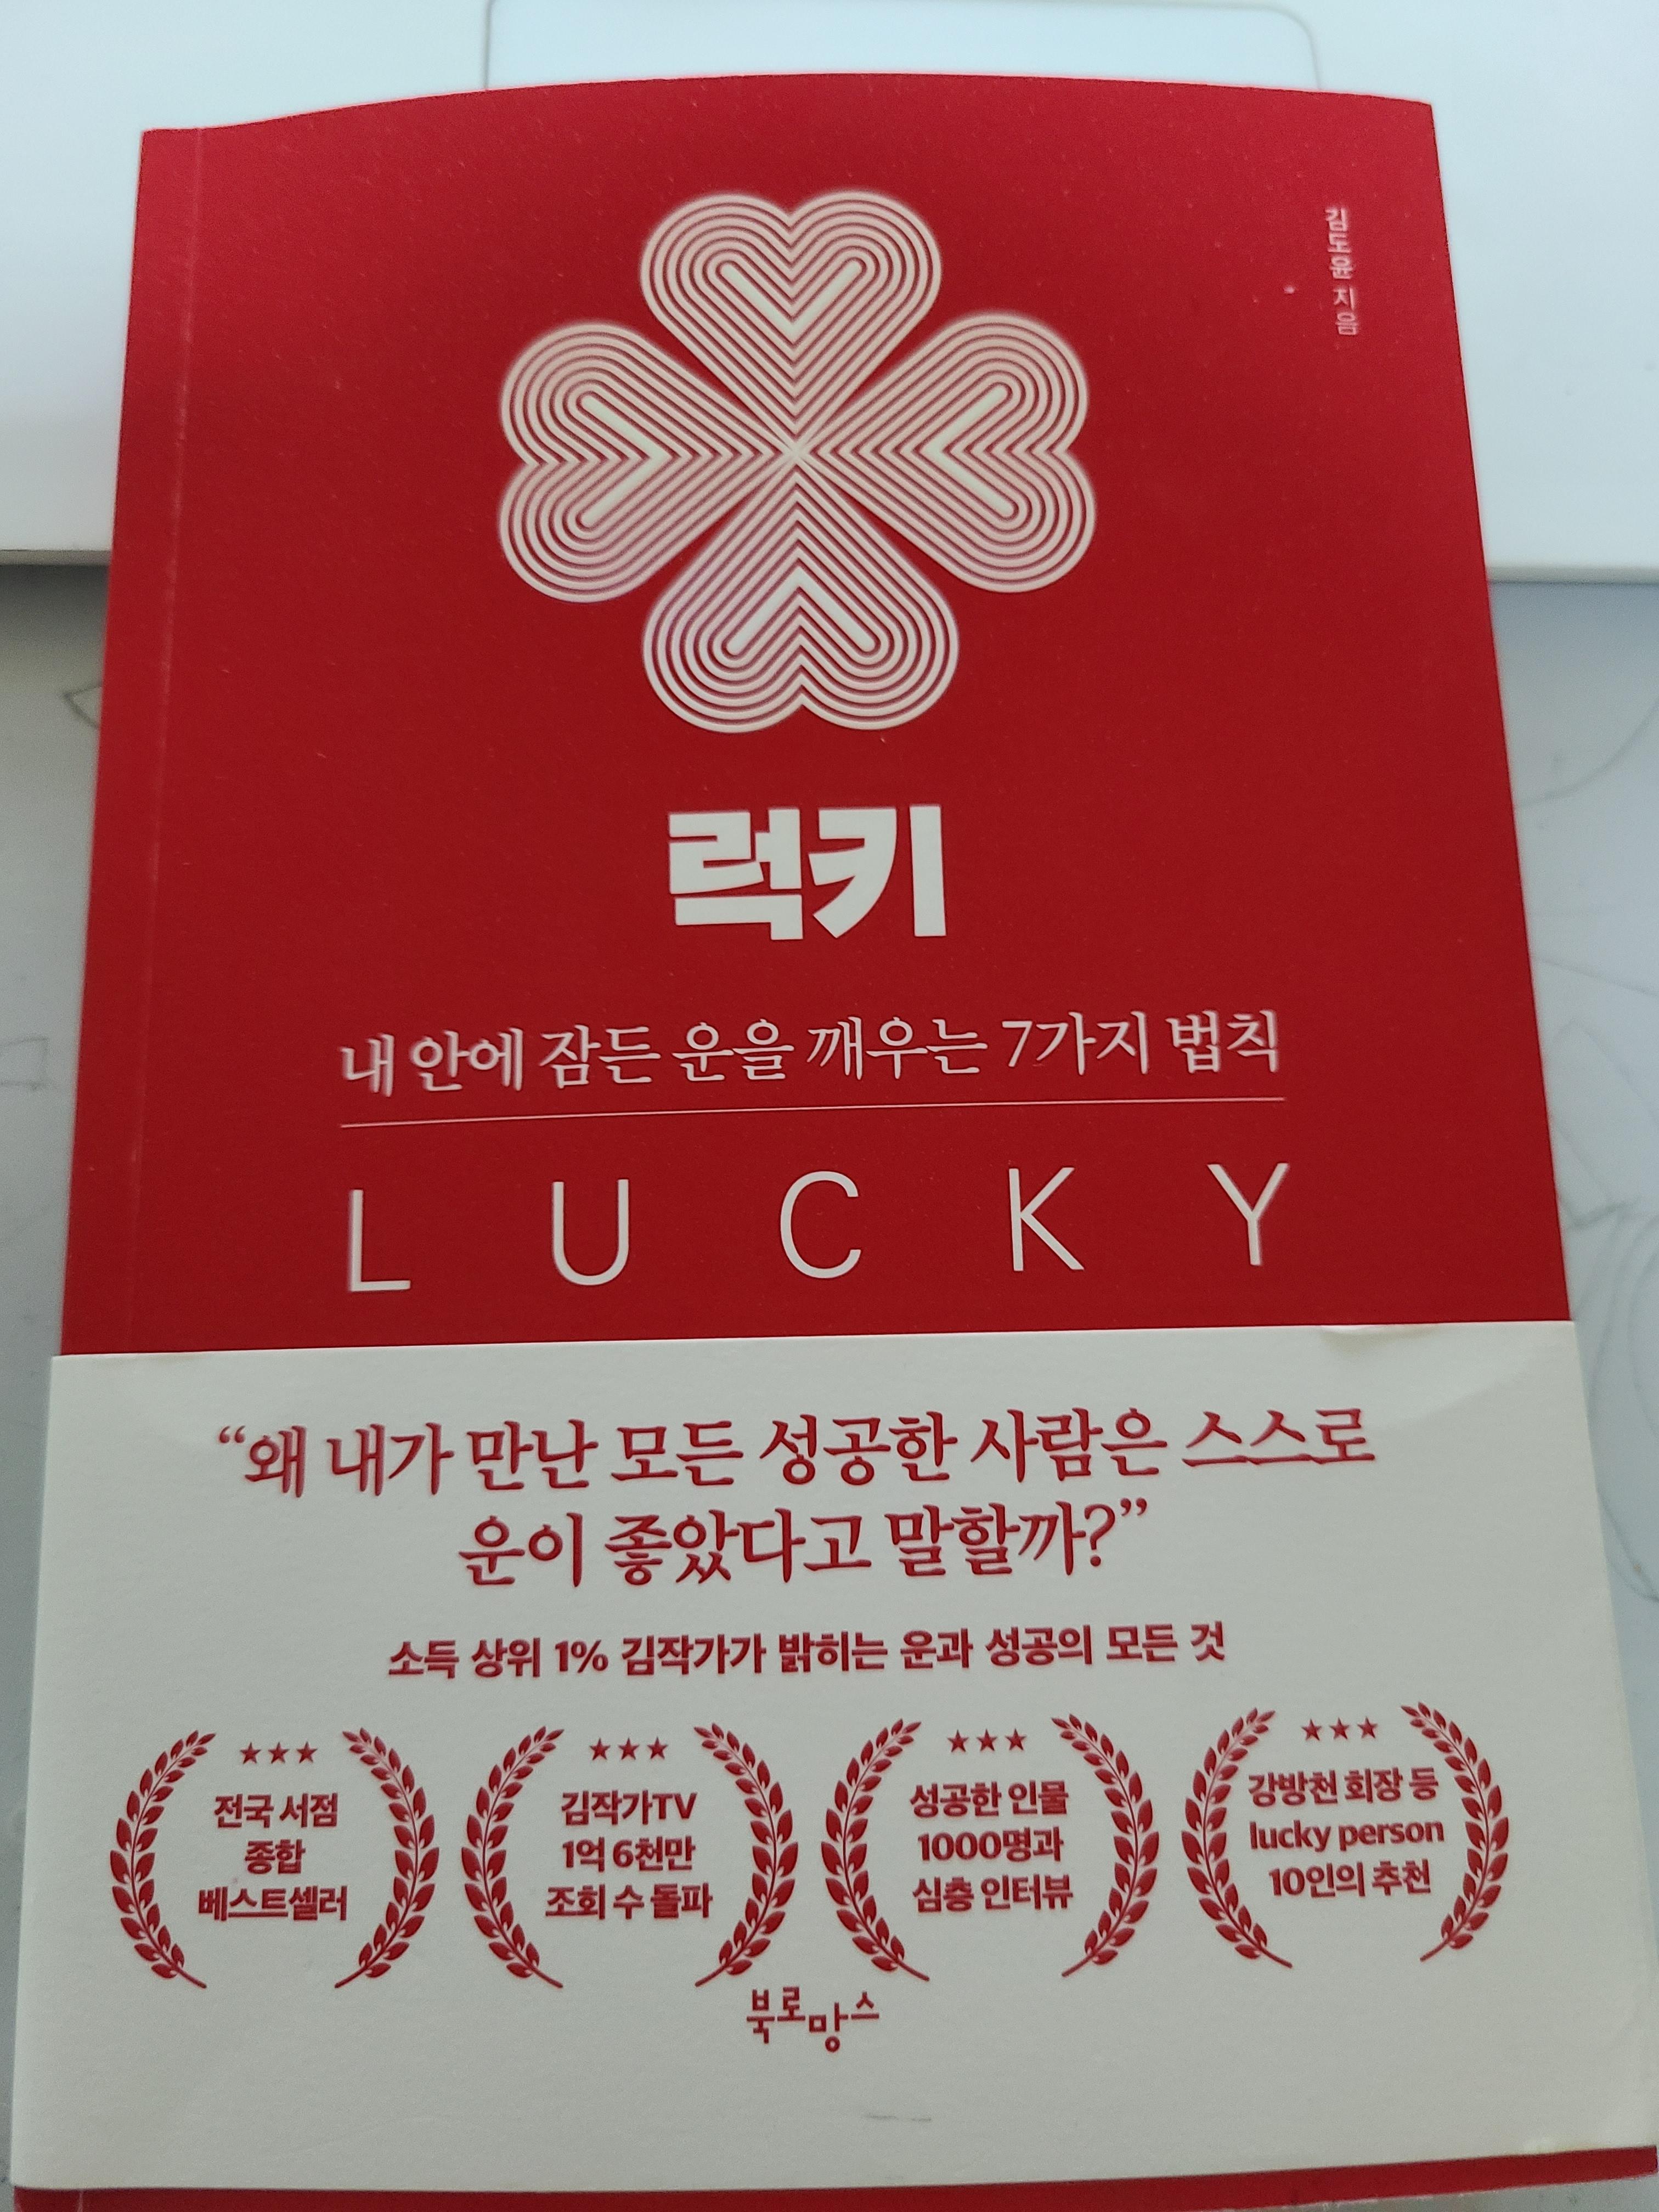 김도윤 지음
럭키
내 안에 잠든 운을 깨우는 7가지 법칙
LUCKY
“왜 내가 만난 모든 성공한 사람은 스스로
운이 좋았다고 말할까?”
소득 상위 1% 김작가가 밝히는 운과 성공의 모든 것
★★★
전국 서점
종합
베스트셀러
★★★
김작가TV
1억 6천만
조회 수 돌파
★★★
성공한 인물
1000명과
심층 인터뷰
★★★
강방천 회장 등
lucky person
10인의 추천
북로망스